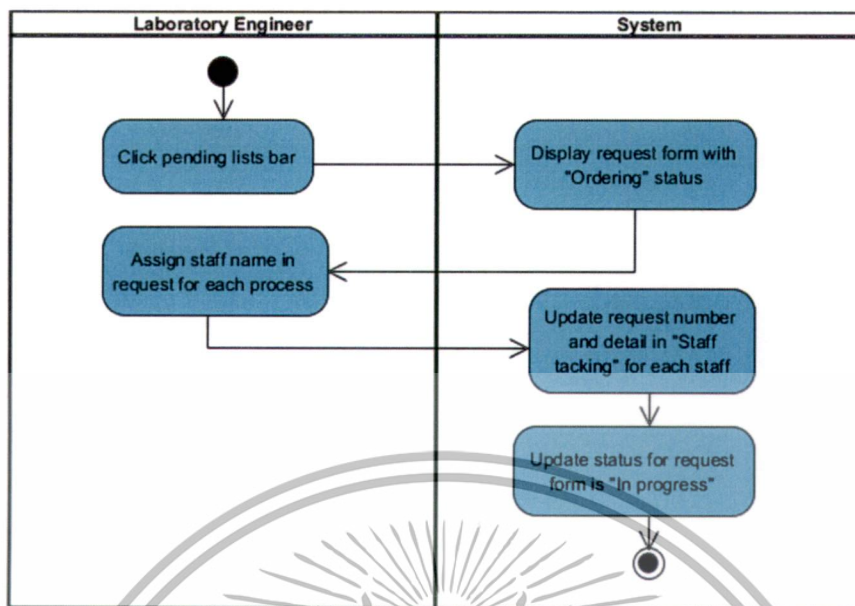 Laboratory Engineer
System
Click pending lists bar
Display request form with
"Ordering" status
Assign staff name in
request for each process
Update request number
and detail in "Staff
tacking" for each staff
Update status for request
form is "In progress"